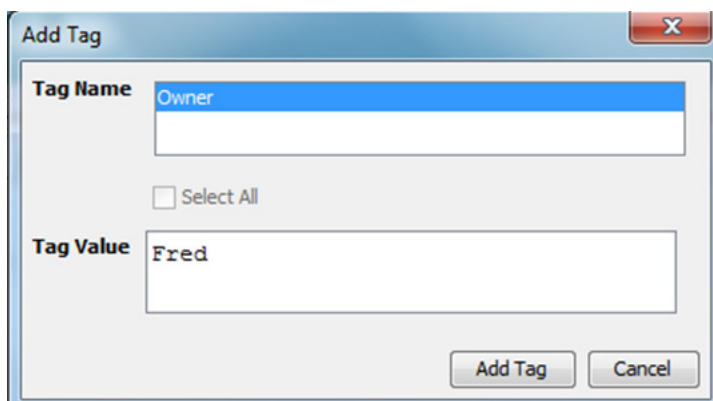 Add Tag
Tag Name
Owner
Select All
Tag Value
Fred
Add Tag Cancel